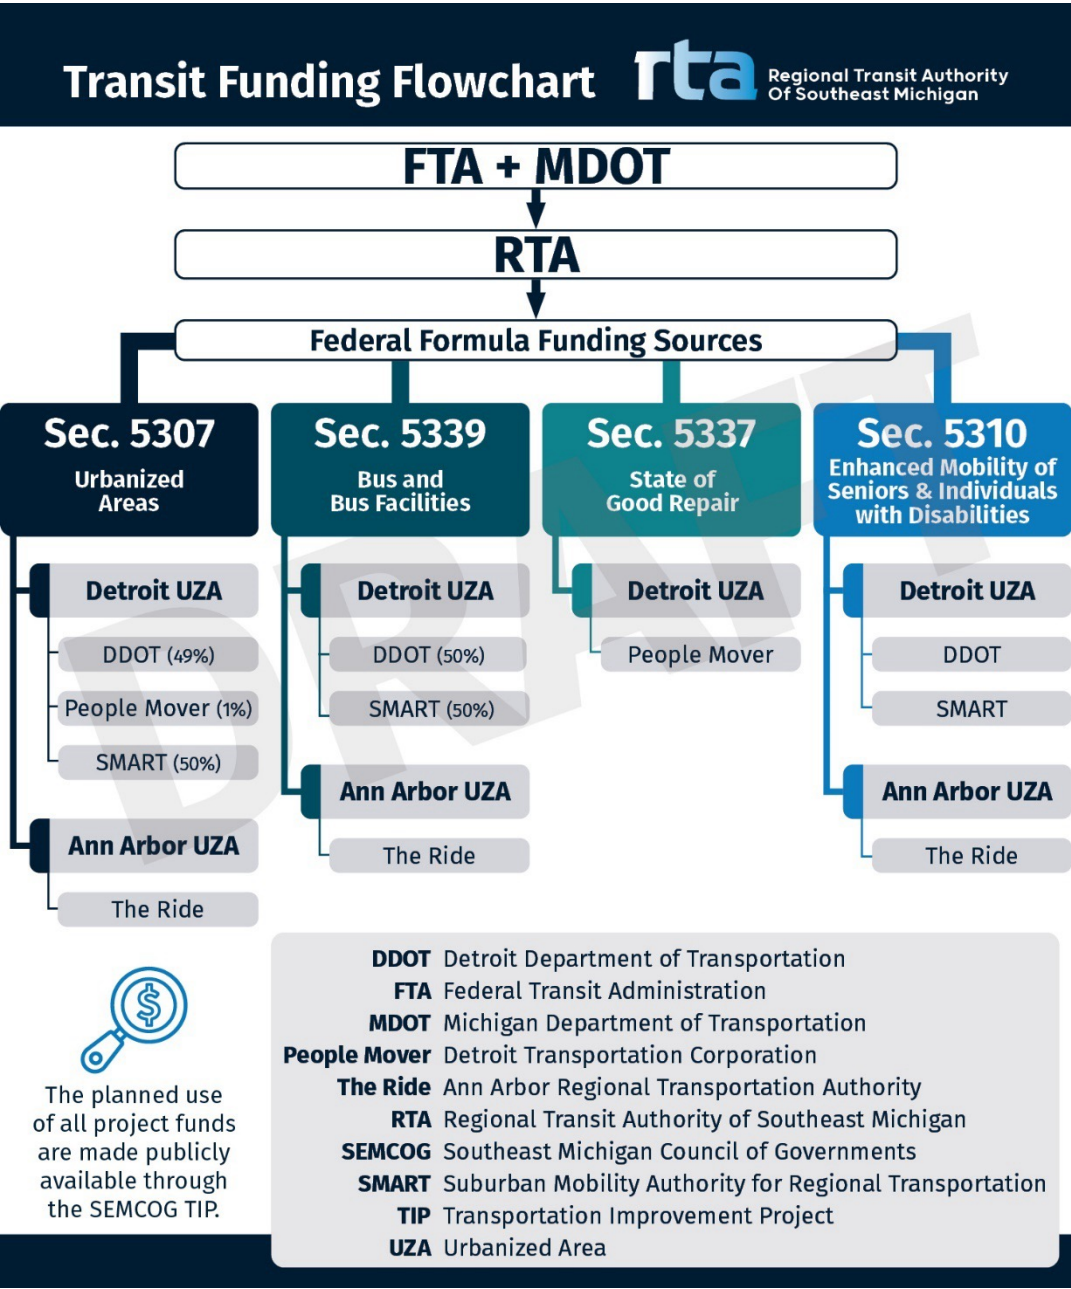 Transit Funding Flowchart
rta
Regional Transit Authority
Of Southeast Michigan
FTA + MDOT
RTA
Federal Formula Funding Sources
Sec. 5307
Urbanized
Areas
Detroit UZA
DDOT (49%)
People Mover (1%)
SMART (50%)
Ann Arbor UZA
The Ride
Sec. 5339
Bus and
Bus Facilities
Detroit UZA
DDOT (50%)
SMART (50%)
Ann Arbor UZA
The Ride
Sec. 5337
State of
Good Repair
Detroit UZA
People Mover
Sec. 5310
Enhanced Mobility of
Seniors & Individuals
with Disabilities
Detroit UZA
DDOT
SMART
Ann Arbor UZA
The Ride
DRAFT
$
The planned use
of all project funds
are made publicly
available through
the SEMCOG TIP.
DDOT Detroit Department of Transportation
FTA Federal Transit Administration
MDOT Michigan Department of Transportation
People Mover Detroit Transportation Corporation
The Ride Ann Arbor Regional Transportation Authority
RTA Regional Transit Authority of Southeast Michigan
SEMCOG Southeast Michigan Council of Governments
SMART Suburban Mobility Authority for Regional Transportation
TIP Transportation Improvement Project
UZA Urbanized Area